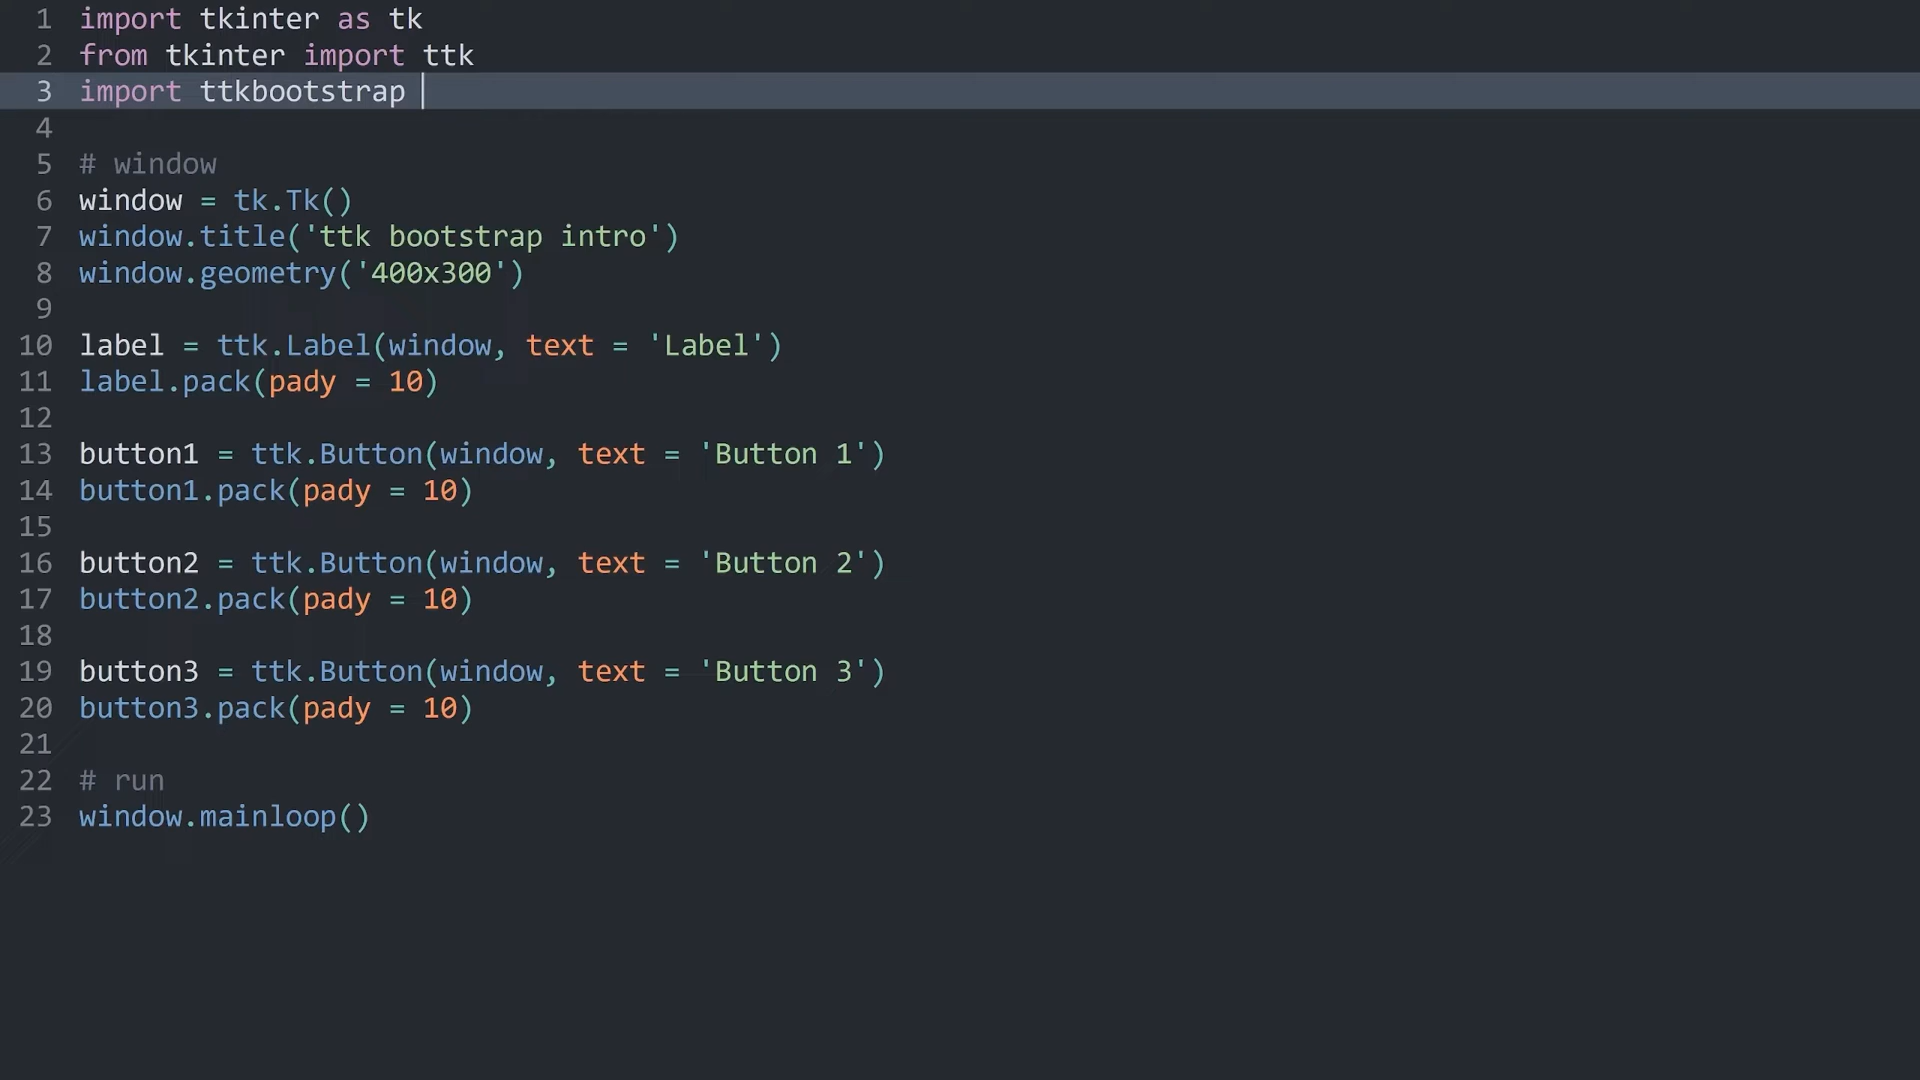 1 import tkinter as tk
2 from tkinter import ttk
3 import ttkbootstrap
4
5 # window
6 window = tk.Tk()
7 window.title('ttk bootstrap intro')
8 window.geometry('400x300')
9
10 label = ttk.Label(window, text = 'Label')
11 label.pack(pady = 10)
12
13 button1 = ttk.Button(window, text = 'Button 1')
14 button1.pack(pady = 10)
15
16 button2 = ttk.Button(window, text = 'Button 2')
17 button2.pack(pady = 10)
18
19 button3 = ttk.Button(window, text = 'Button 3')
20 button3.pack(pady = 10)
21
22 # run
23 window.mainloop()